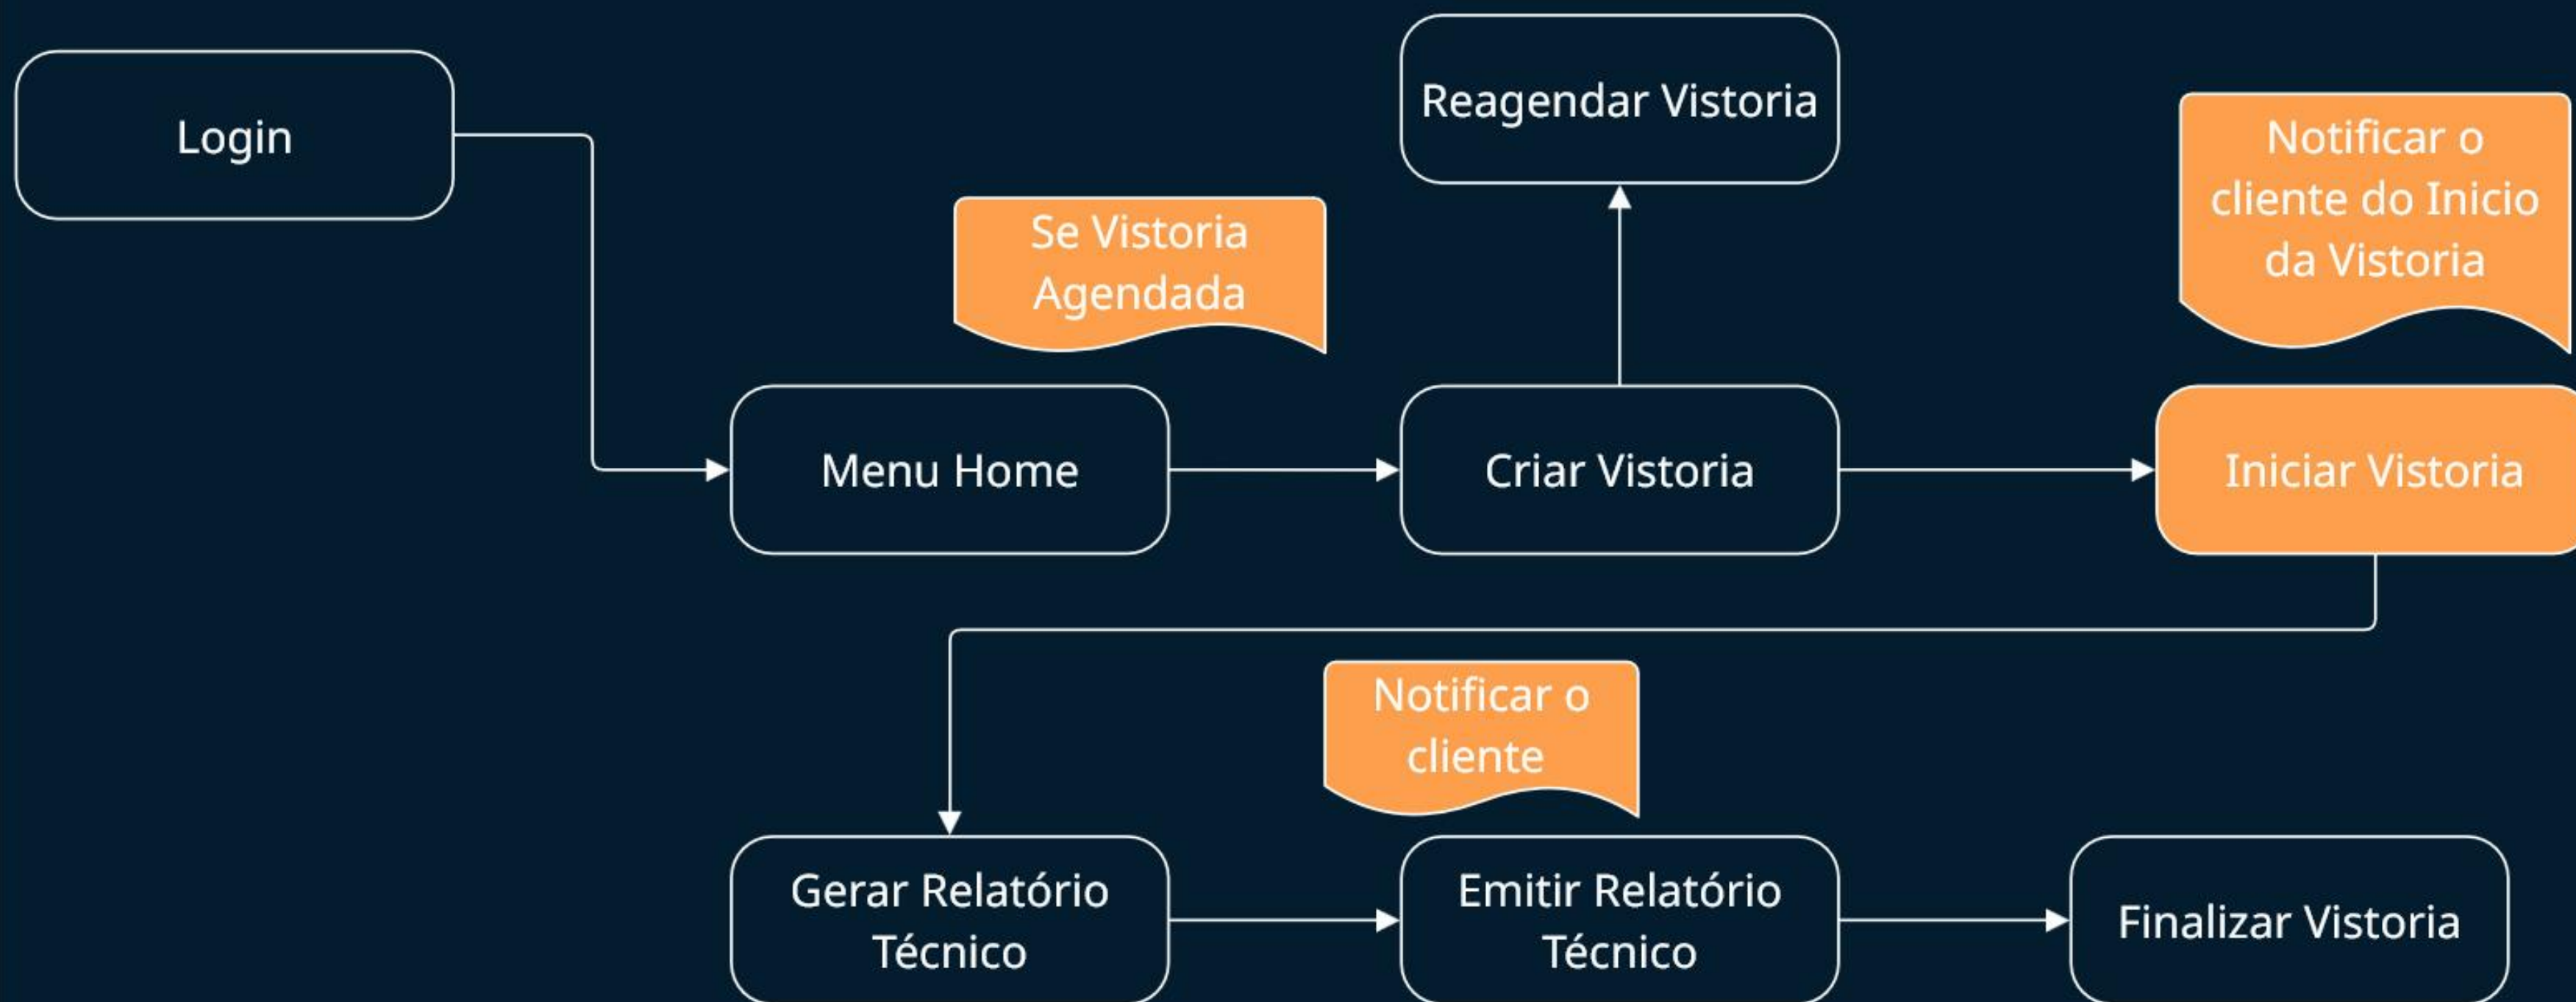 Login
Reagendar Vistoria
Notificar o
cliente do Inicio
da Vistoria
Se Vistoria
Agendada
Menu Home
Criar Vistoria
Iniciar Vistoria
Notificar o
cliente
Gerar Relatório
Técnico
Emitir Relatório
Técnico
Finalizar Vistoria